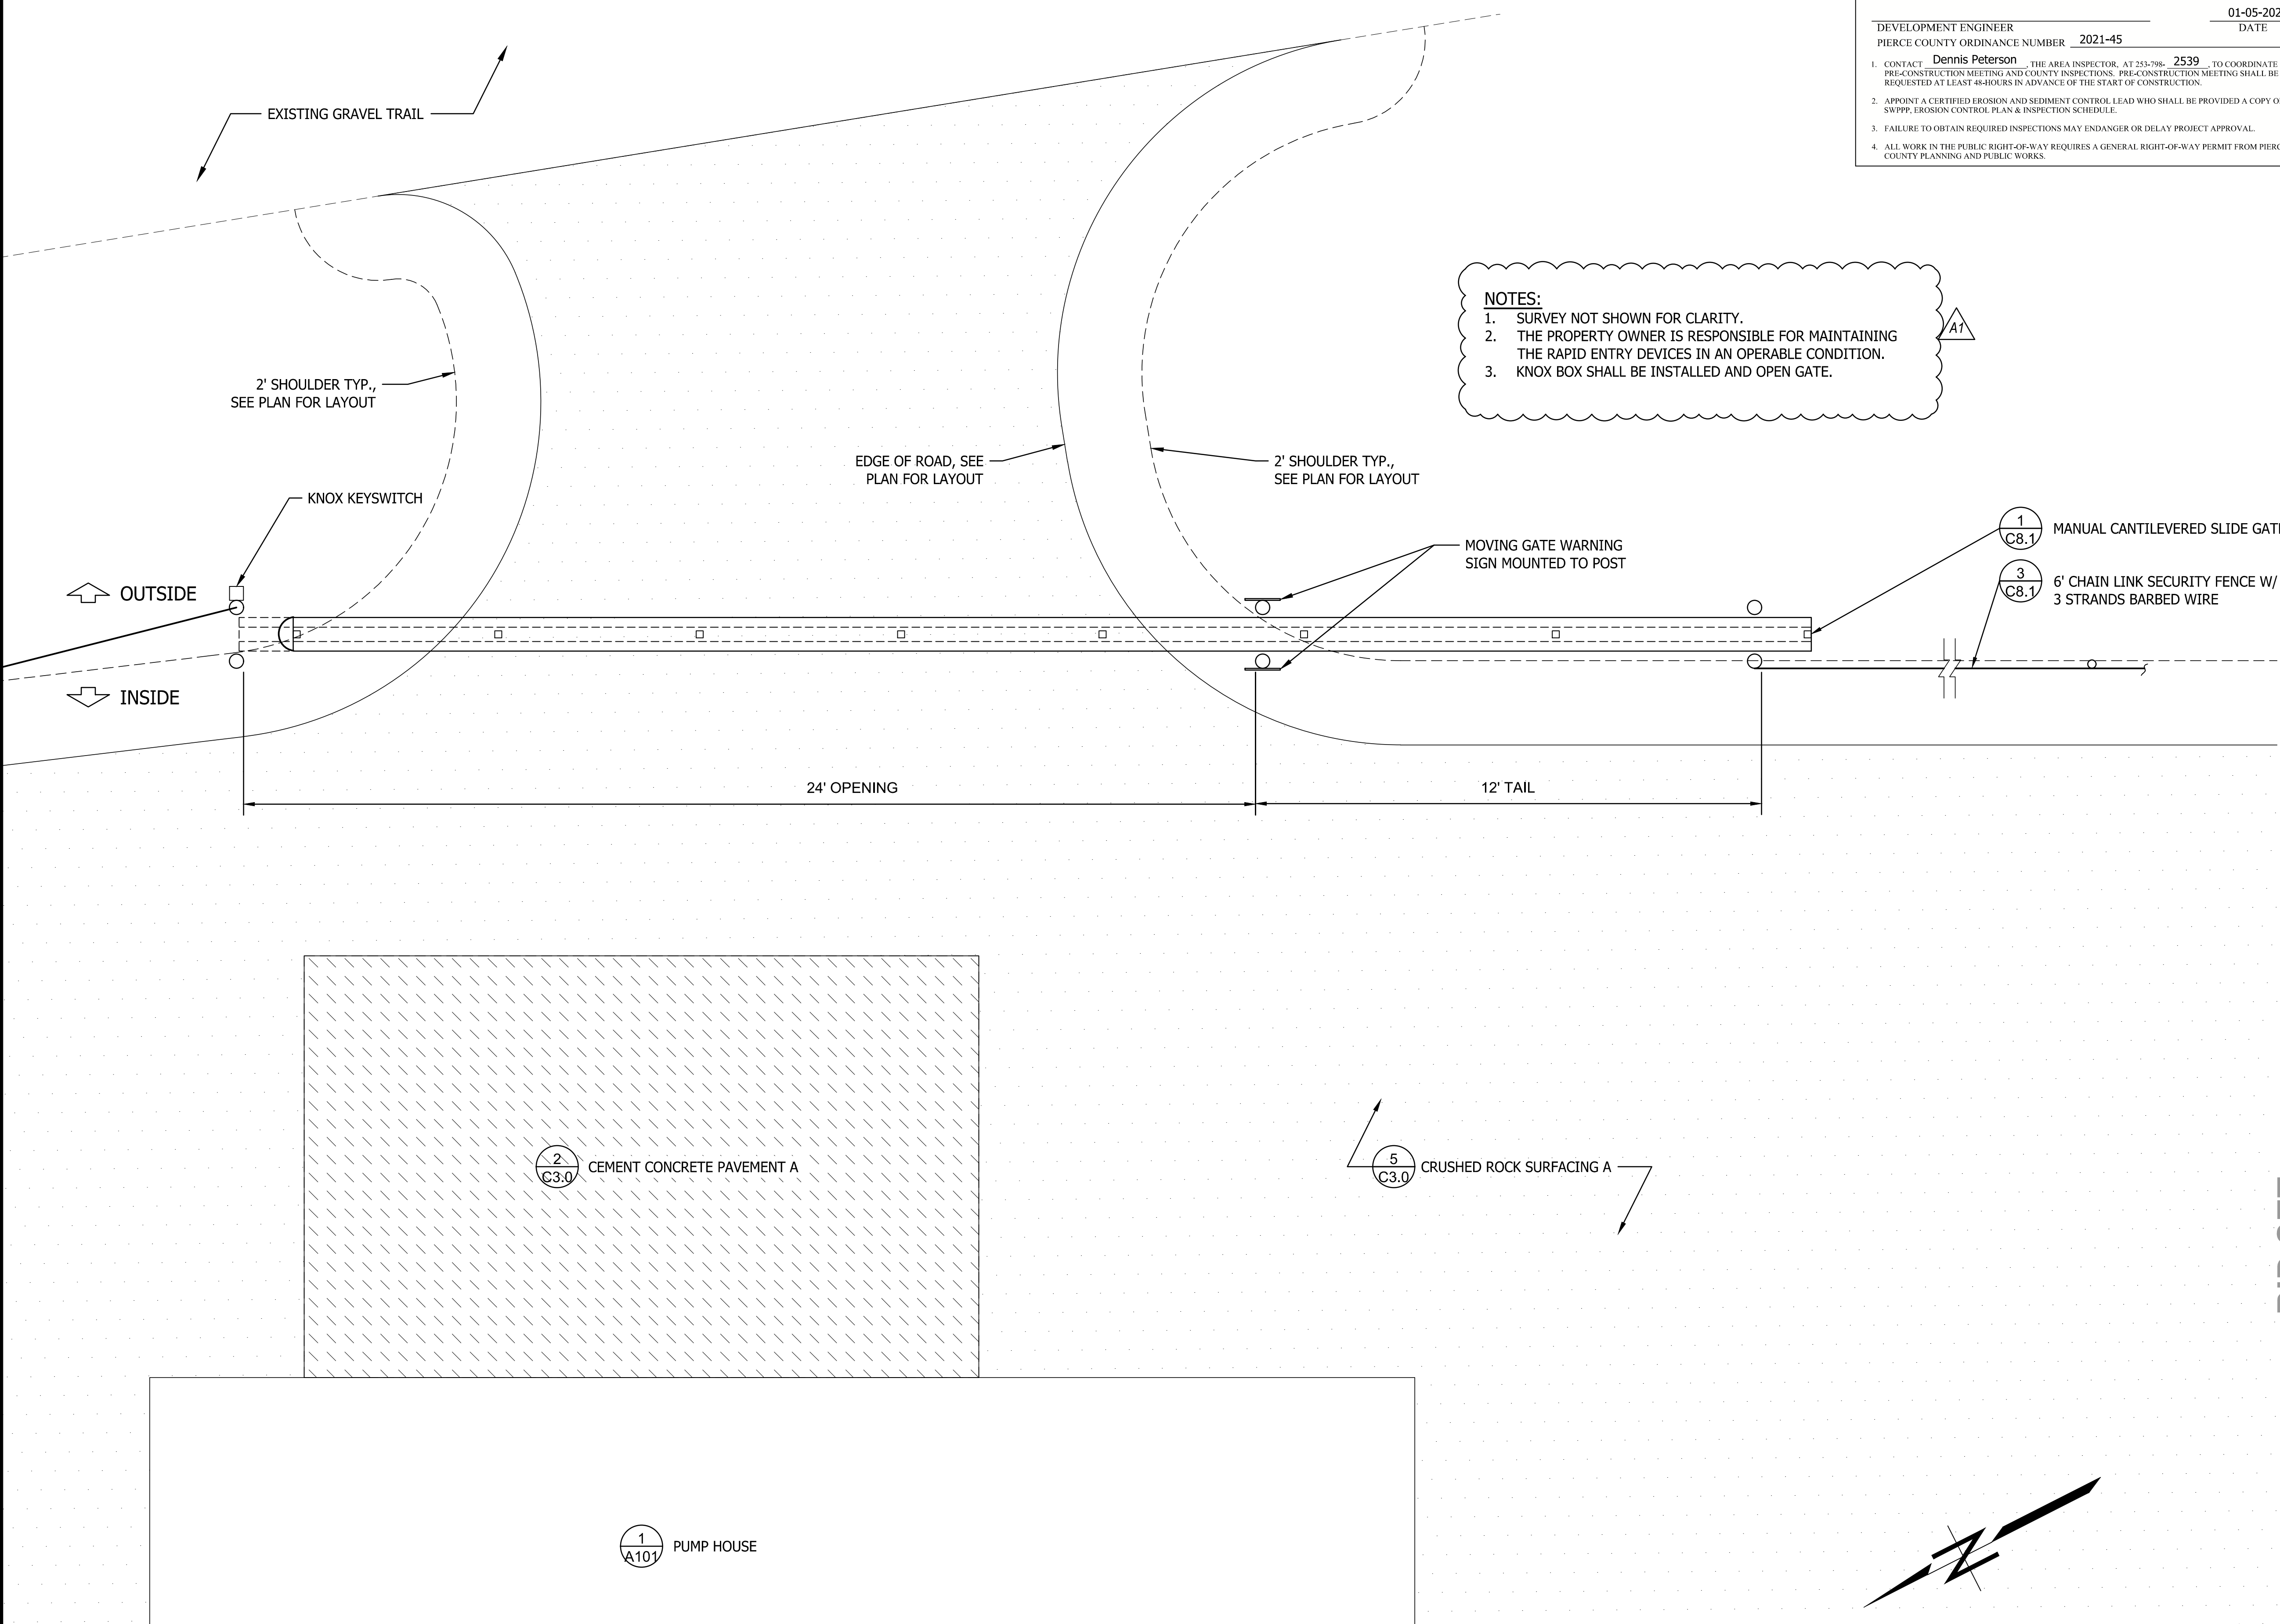 01-05-202
DEVELOPMENT ENGINEER DATE
PIERCE COUNTY ORDINANCE NUMBER 2021-45
1. CONTACT Dennis Peterson, THE AREA INSPECTOR, AT 253-798- 2539, TO COORDINATE
PRE-CONSTRUCTION MEETING AND COUNTY INSPECTIONS. PRE-CONSTRUCTION MEETING SHALL BE
REQUESTED AT LEAST 48-HOURS IN ADVANCE OF THE START OF CONSTRUCTION.
2. APPOINT A CERTIFIED EROSION AND SEDIMENT CONTROL LEAD WHO SHALL BE PROVIDED A COPY O
SWPPP, EROSION CONTROL PLAN & INSPECTION SCHEDULE.
3. FAILURE TO OBTAIN REQUIRED INSPECTIONS MAY ENDANGER OR DELAY PROJECT APPROVAL.
4. ALL WORK IN THE PUBLIC RIGHT-OF-WAY REQUIRES A GENERAL RIGHT-OF-WAY PERMIT FROM PIERC
COUNTY PLANNING AND PUBLIC WORKS.
EXISTING GRAVEL TRAIL
NOTES:
1. SURVEY NOT SHOWN FOR CLARITY.
2. THE PROPERTY OWNER IS RESPONSIBLE FOR MAINTAINING
THE RAPID ENTRY DEVICES IN AN OPERABLE CONDITION.
3. KNOX BOX SHALL BE INSTALLED AND OPEN GATE.
A1
2' SHOULDER TYP.,
SEE PLAN FOR LAYOUT
EDGE OF ROAD, SEE
PLAN FOR LAYOUT
2' SHOULDER TYP.,
SEE PLAN FOR LAYOUT
KNOX KEYSWITCH
MOVING GATE WARNING
SIGN MOUNTED TO POST
1
C8.1
MANUAL CANTILEVERED SLIDE GATE
3
C8.1
6' CHAIN LINK SECURITY FENCE W/
3 STRANDS BARBED WIRE
OUTSIDE
INSIDE
24' OPENING
12' TAIL
2
C3.0
CEMENT CONCRETE PAVEMENT A
5
C3.0
CRUSHED ROCK SURFACING A
1
A101
PUMP HOUSE